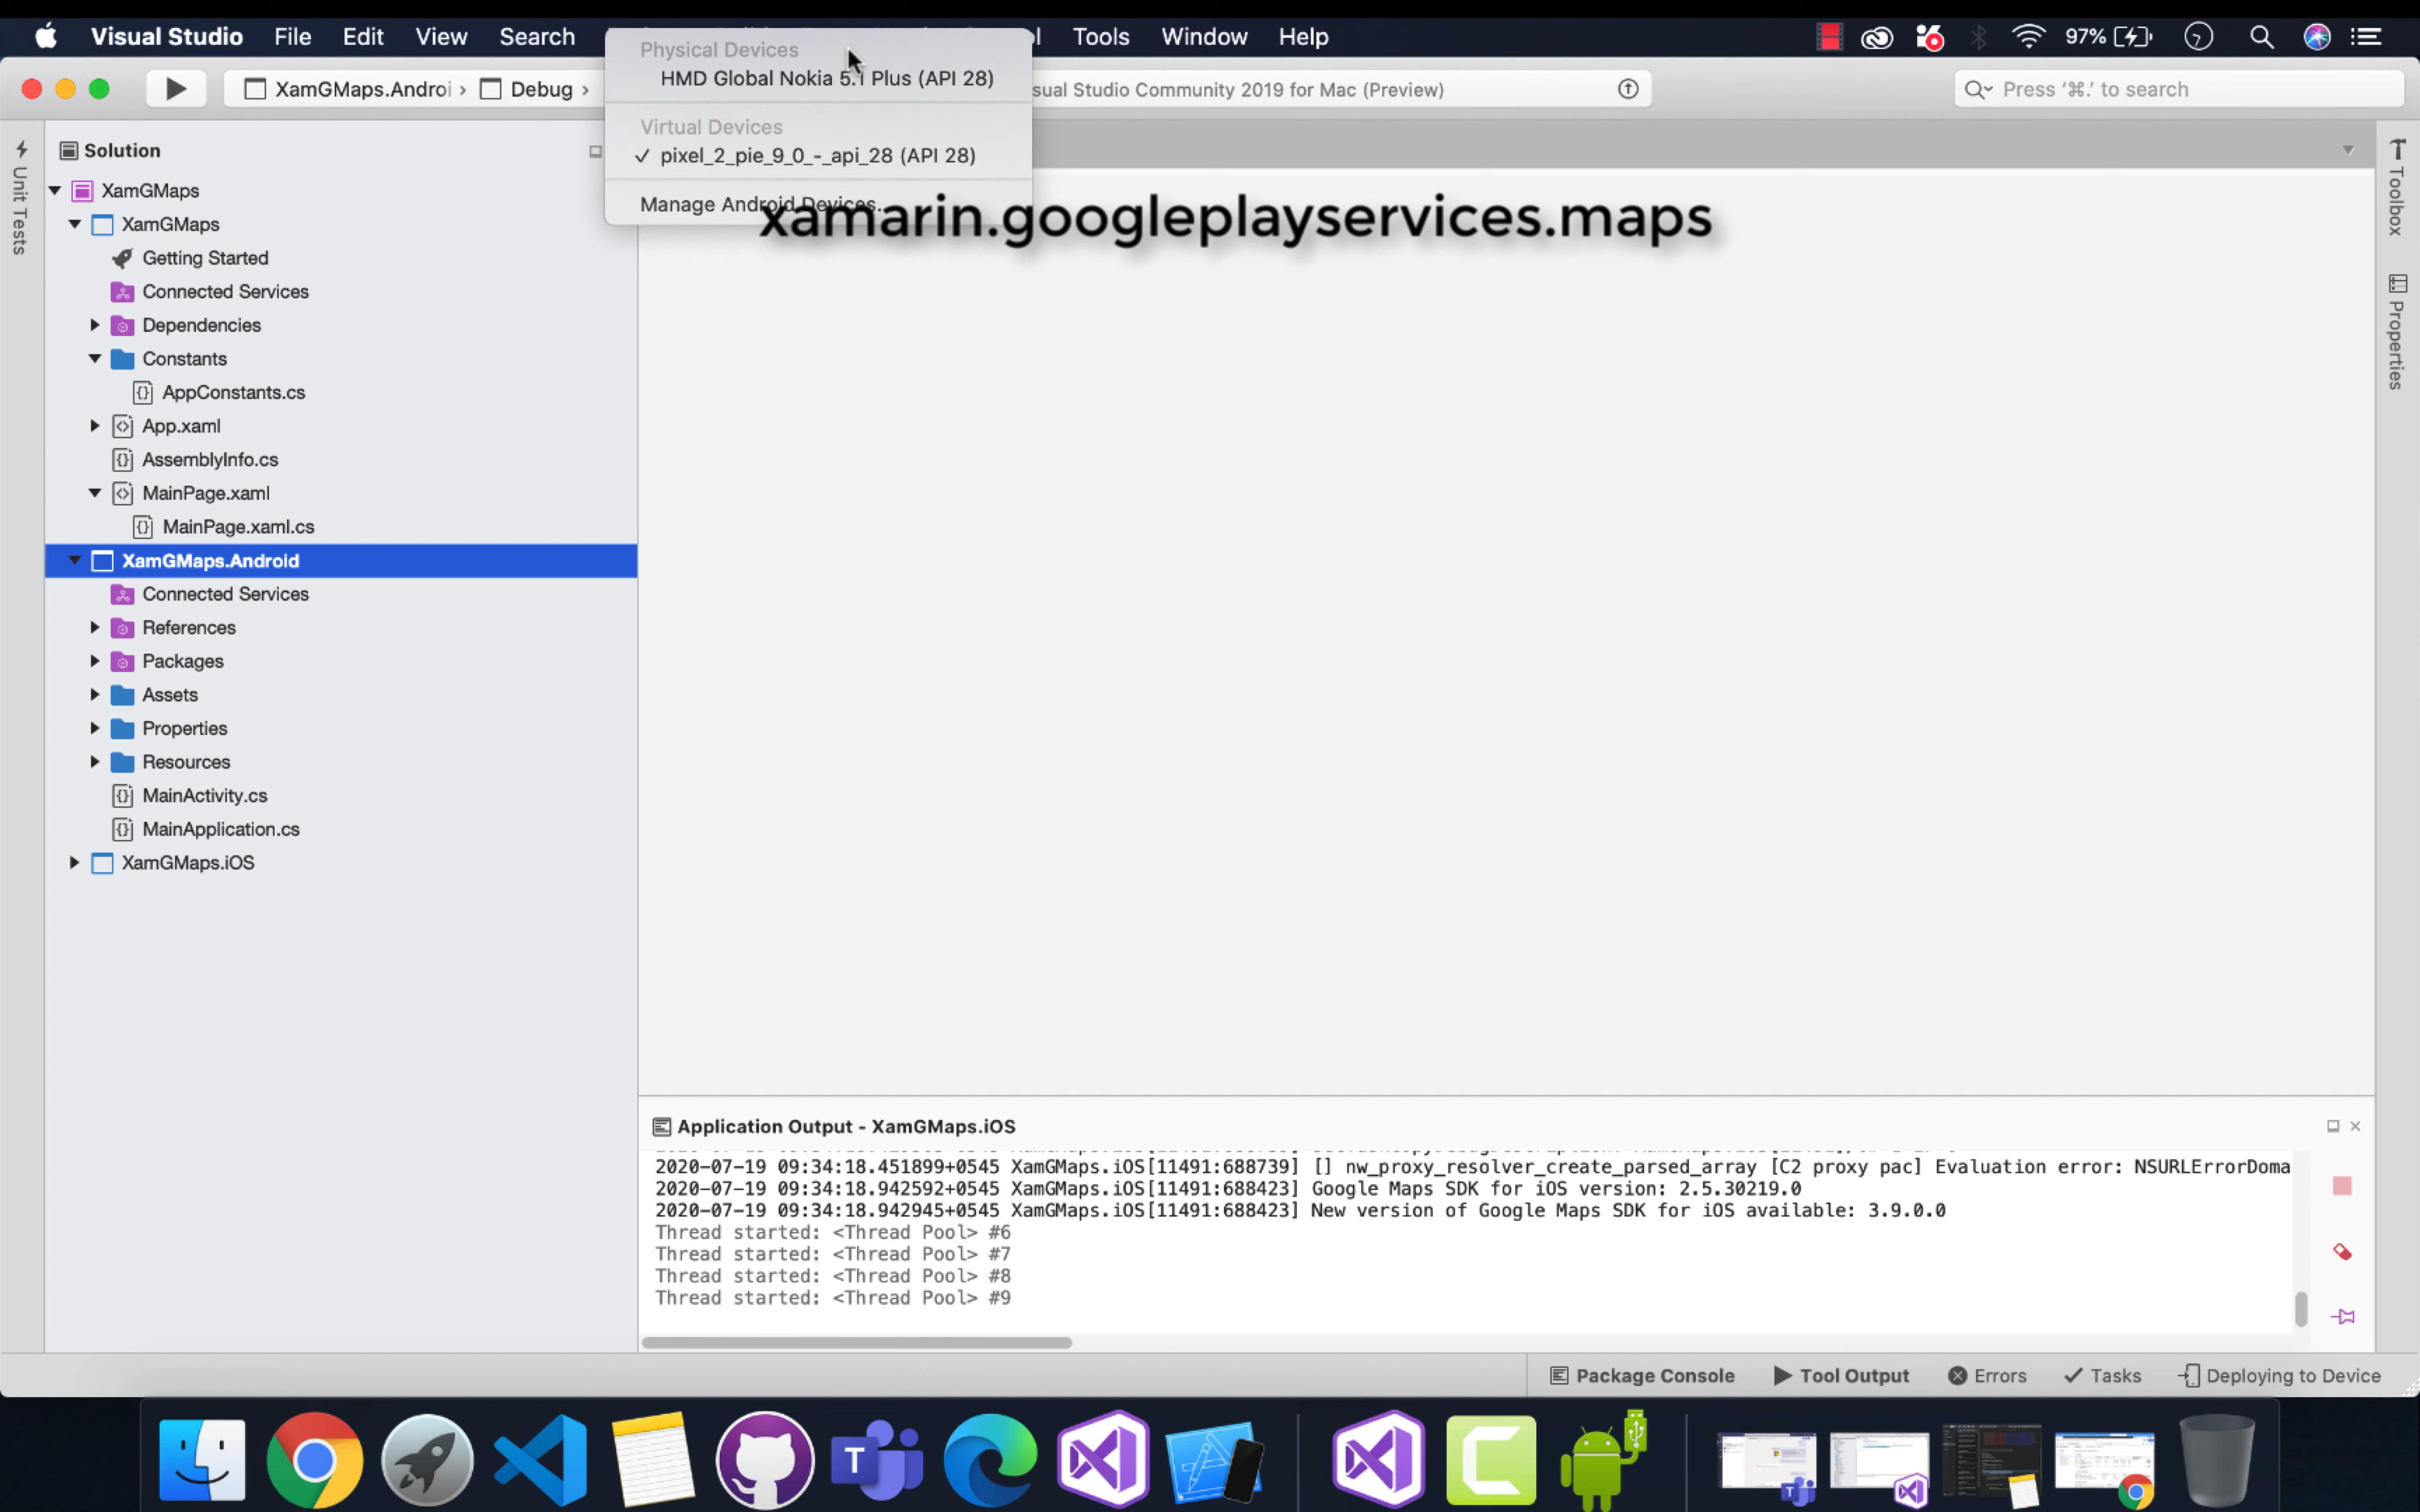 Visual Studio File Edit View Search Tools Window Help 97%
Physical Devices
HMD Global Nokia 5.1 Plus (API 28)
XamGMaps.Androi › Debug ›
sual Studio Community 2019 for Mac (Preview)
Press '⌘.' to search
Virtual Devices
✓ pixel_2_pie_9_0_-_api_28 (API 28)
Manage Android Devices...
xamarin.googleplayservices.maps
Unit Tests
Toolbox
Properties
Solution
XamGMaps
XamGMaps
Getting Started
Connected Services
Dependencies
Constants
AppConstants.cs
App.xaml
AssemblyInfo.cs
MainPage.xaml
MainPage.xaml.cs
XamGMaps.Android
Connected Services
References
Packages
Assets
Properties
Resources
MainActivity.cs
MainApplication.cs
XamGMaps.iOS
Application Output - XamGMaps.iOS
2020-07-19 09:34:18.451899+0545 XamGMaps.iOS[11491:688739] [] nw_proxy_resolver_create_parsed_array [C2 proxy pac] Evaluation error: NSURLErrorDoma
2020-07-19 09:34:18.942592+0545 XamGMaps.iOS[11491:688423] Google Maps SDK for iOS version: 2.5.30219.0
2020-07-19 09:34:18.942945+0545 XamGMaps.iOS[11491:688423] New version of Google Maps SDK for iOS available: 3.9.0.0
Thread started: <Thread Pool> #6
Thread started: <Thread Pool> #7
Thread started: <Thread Pool> #8
Thread started: <Thread Pool> #9
Package Console Tool Output Errors Tasks Deploying to Device